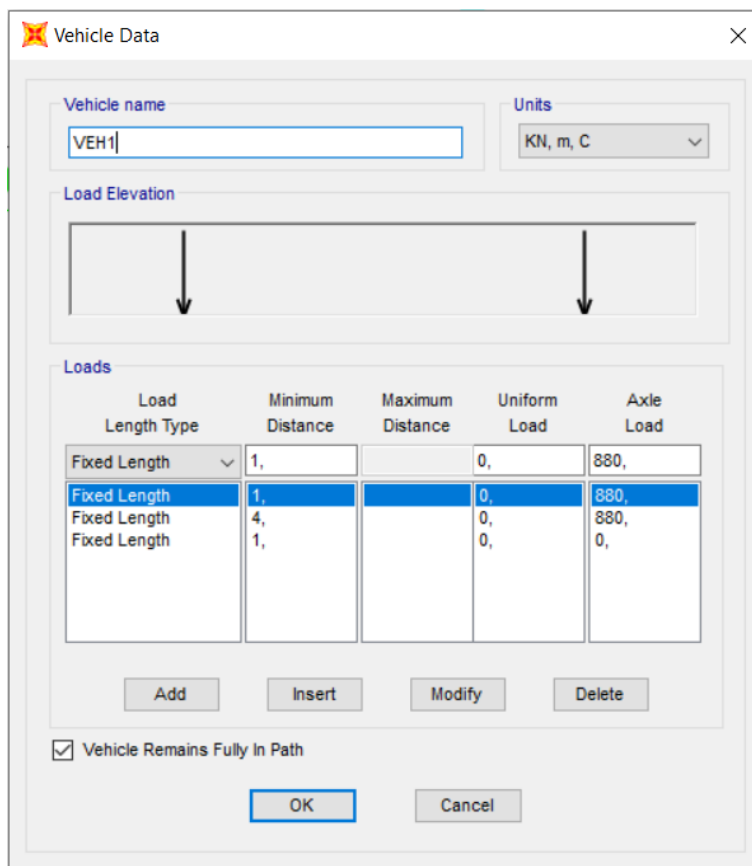 Vehicle Data
Vehicle name
Units
VEH1
KN, m, C
Load Elevation
Loads
Load Length Type
Minimum Distance
Maximum Distance
Uniform Load
Axle Load
Fixed Length 1, 0, 880,
Fixed Length 1, 0, 880,
Fixed Length 4, 0, 880,
Fixed Length 1, 0, 0,
Add Insert Modify Delete
Vehicle Remains Fully In Path
OK Cancel